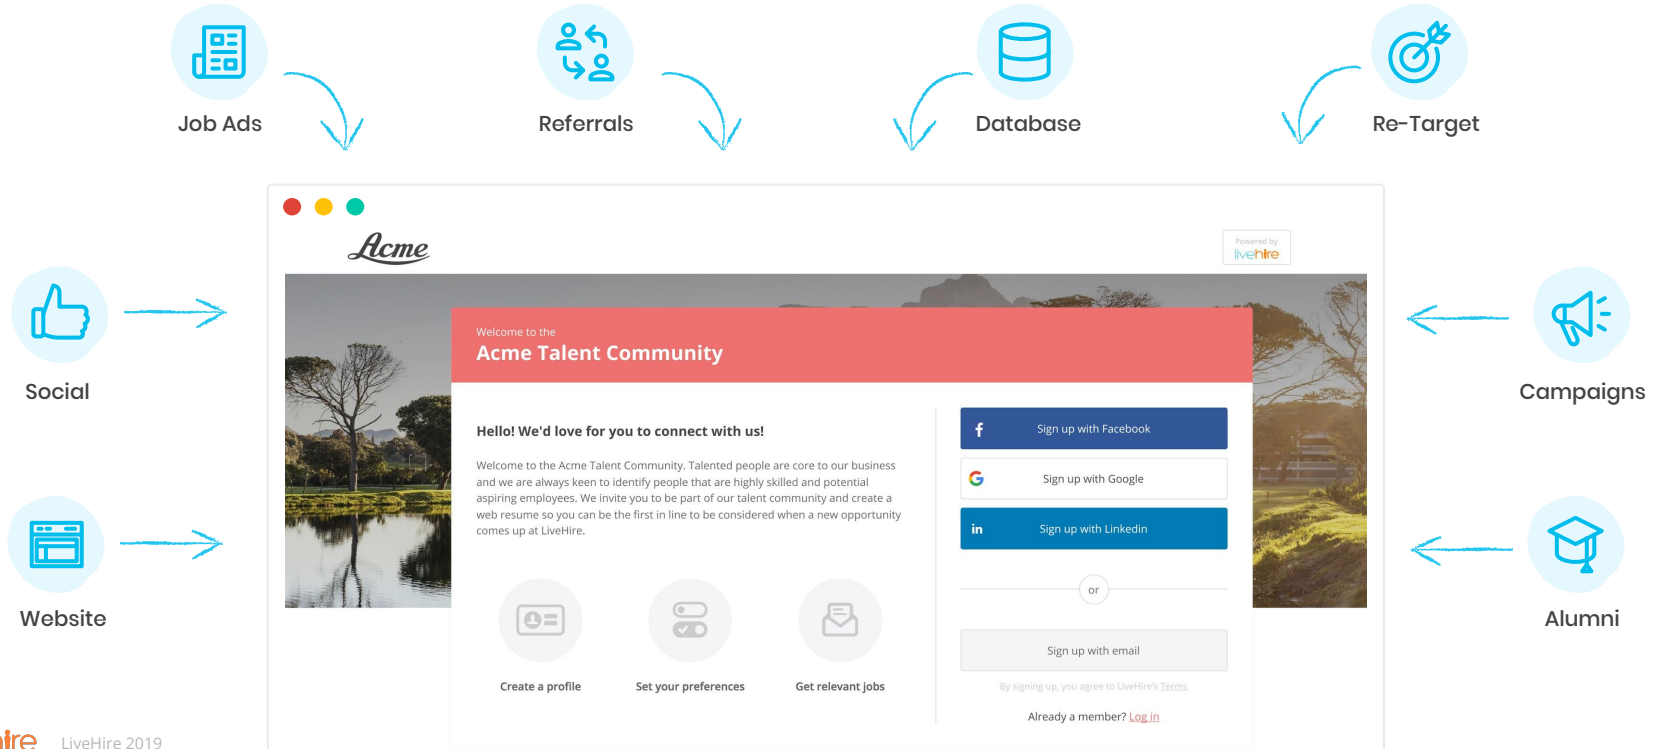 Job Ads
Referrals
Database
Re-Target
Acme
Powered by
livehire
Social
Website
Campaigns
Alumni
Welcome to the
Acme Talent Community
Hello! We'd love for you to connect with us!
Welcome to the Acme Talent Community. Talented people are core to our business
and we are always keen to identify people that are highly skilled and potential
aspiring employees. We invite you to be part of our talent community and create a
web resume so you can be the first in line to be considered when a new opportunity
comes up at LiveHire.
Create a profile
Set your preferences
Get relevant jobs
f Sign up with Facebook
G Sign up with Google
in Sign up with Linkedin
or
Sign up with email
By signing up, you agree to LiveHire's Terms
Already a member? Log in
LiveHire 2019